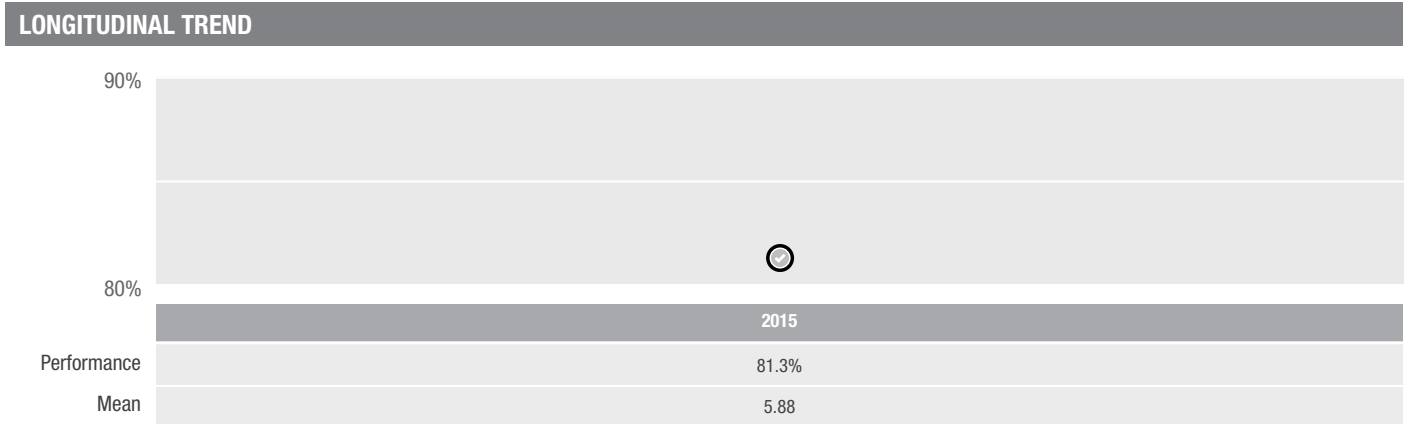 LONGITUDINAL TREND
90%
80%
2015
Performance 81.3%
Mean 5.88